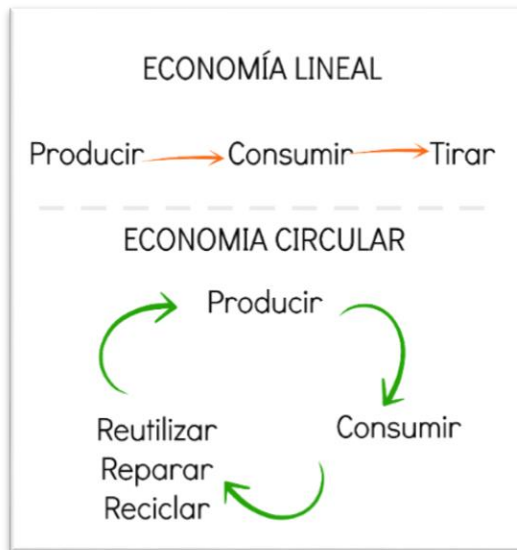 ECONOMÍA LINEAL
Producir Consumir Tirar
ECONOMIA CIRCULAR
Producir
Consumir
Reutilizar
Reparar
Reciclar